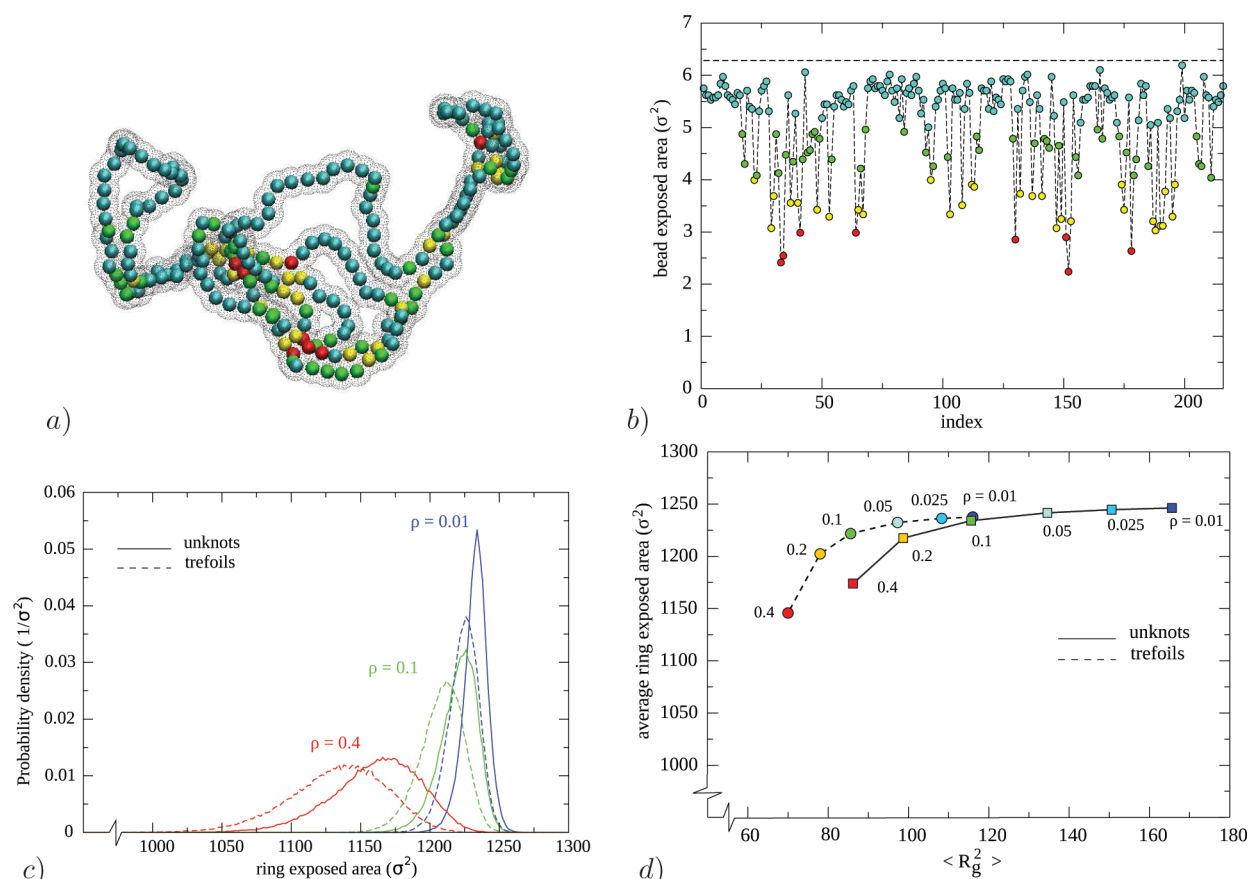 a)
7
6
5
4
3
2
1
0
bead exposed area (σ²)
0
50
100
150
200
index
b)
0.06
0.05
0.04
0.03
0.02
0.01
0
Probability density ( 1/σ²)
ρ = 0.01
unknots
trefoils
ρ = 0.1
ρ = 0.4
1000
1050
1100
1150
1200
1250
1300
ring exposed area (σ²)
c)
1300
1250
1200
1150
1100
1050
1000
average ring exposed area (σ²)
0.4
0.2
0.1
0.05
0.025
ρ = 0.01
0.4
0.2
0.1
0.05
0.025
ρ = 0.01
unknots
trefoils
60
80
100
120
140
160
180
< R_g² >
d)